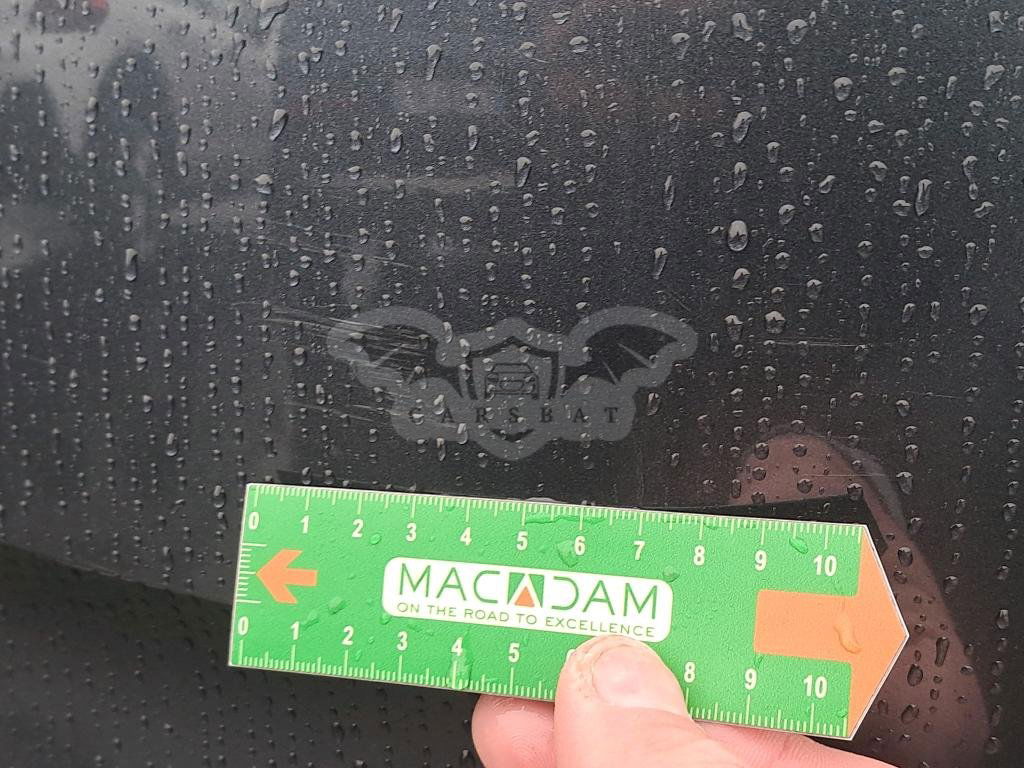 CARSBAT
0 1 2 3 4 5 6 7 8 9 10
MACADAM
ON THE ROAD TO EXCELLENCE
0 1 2 3 4 5 8 9 10